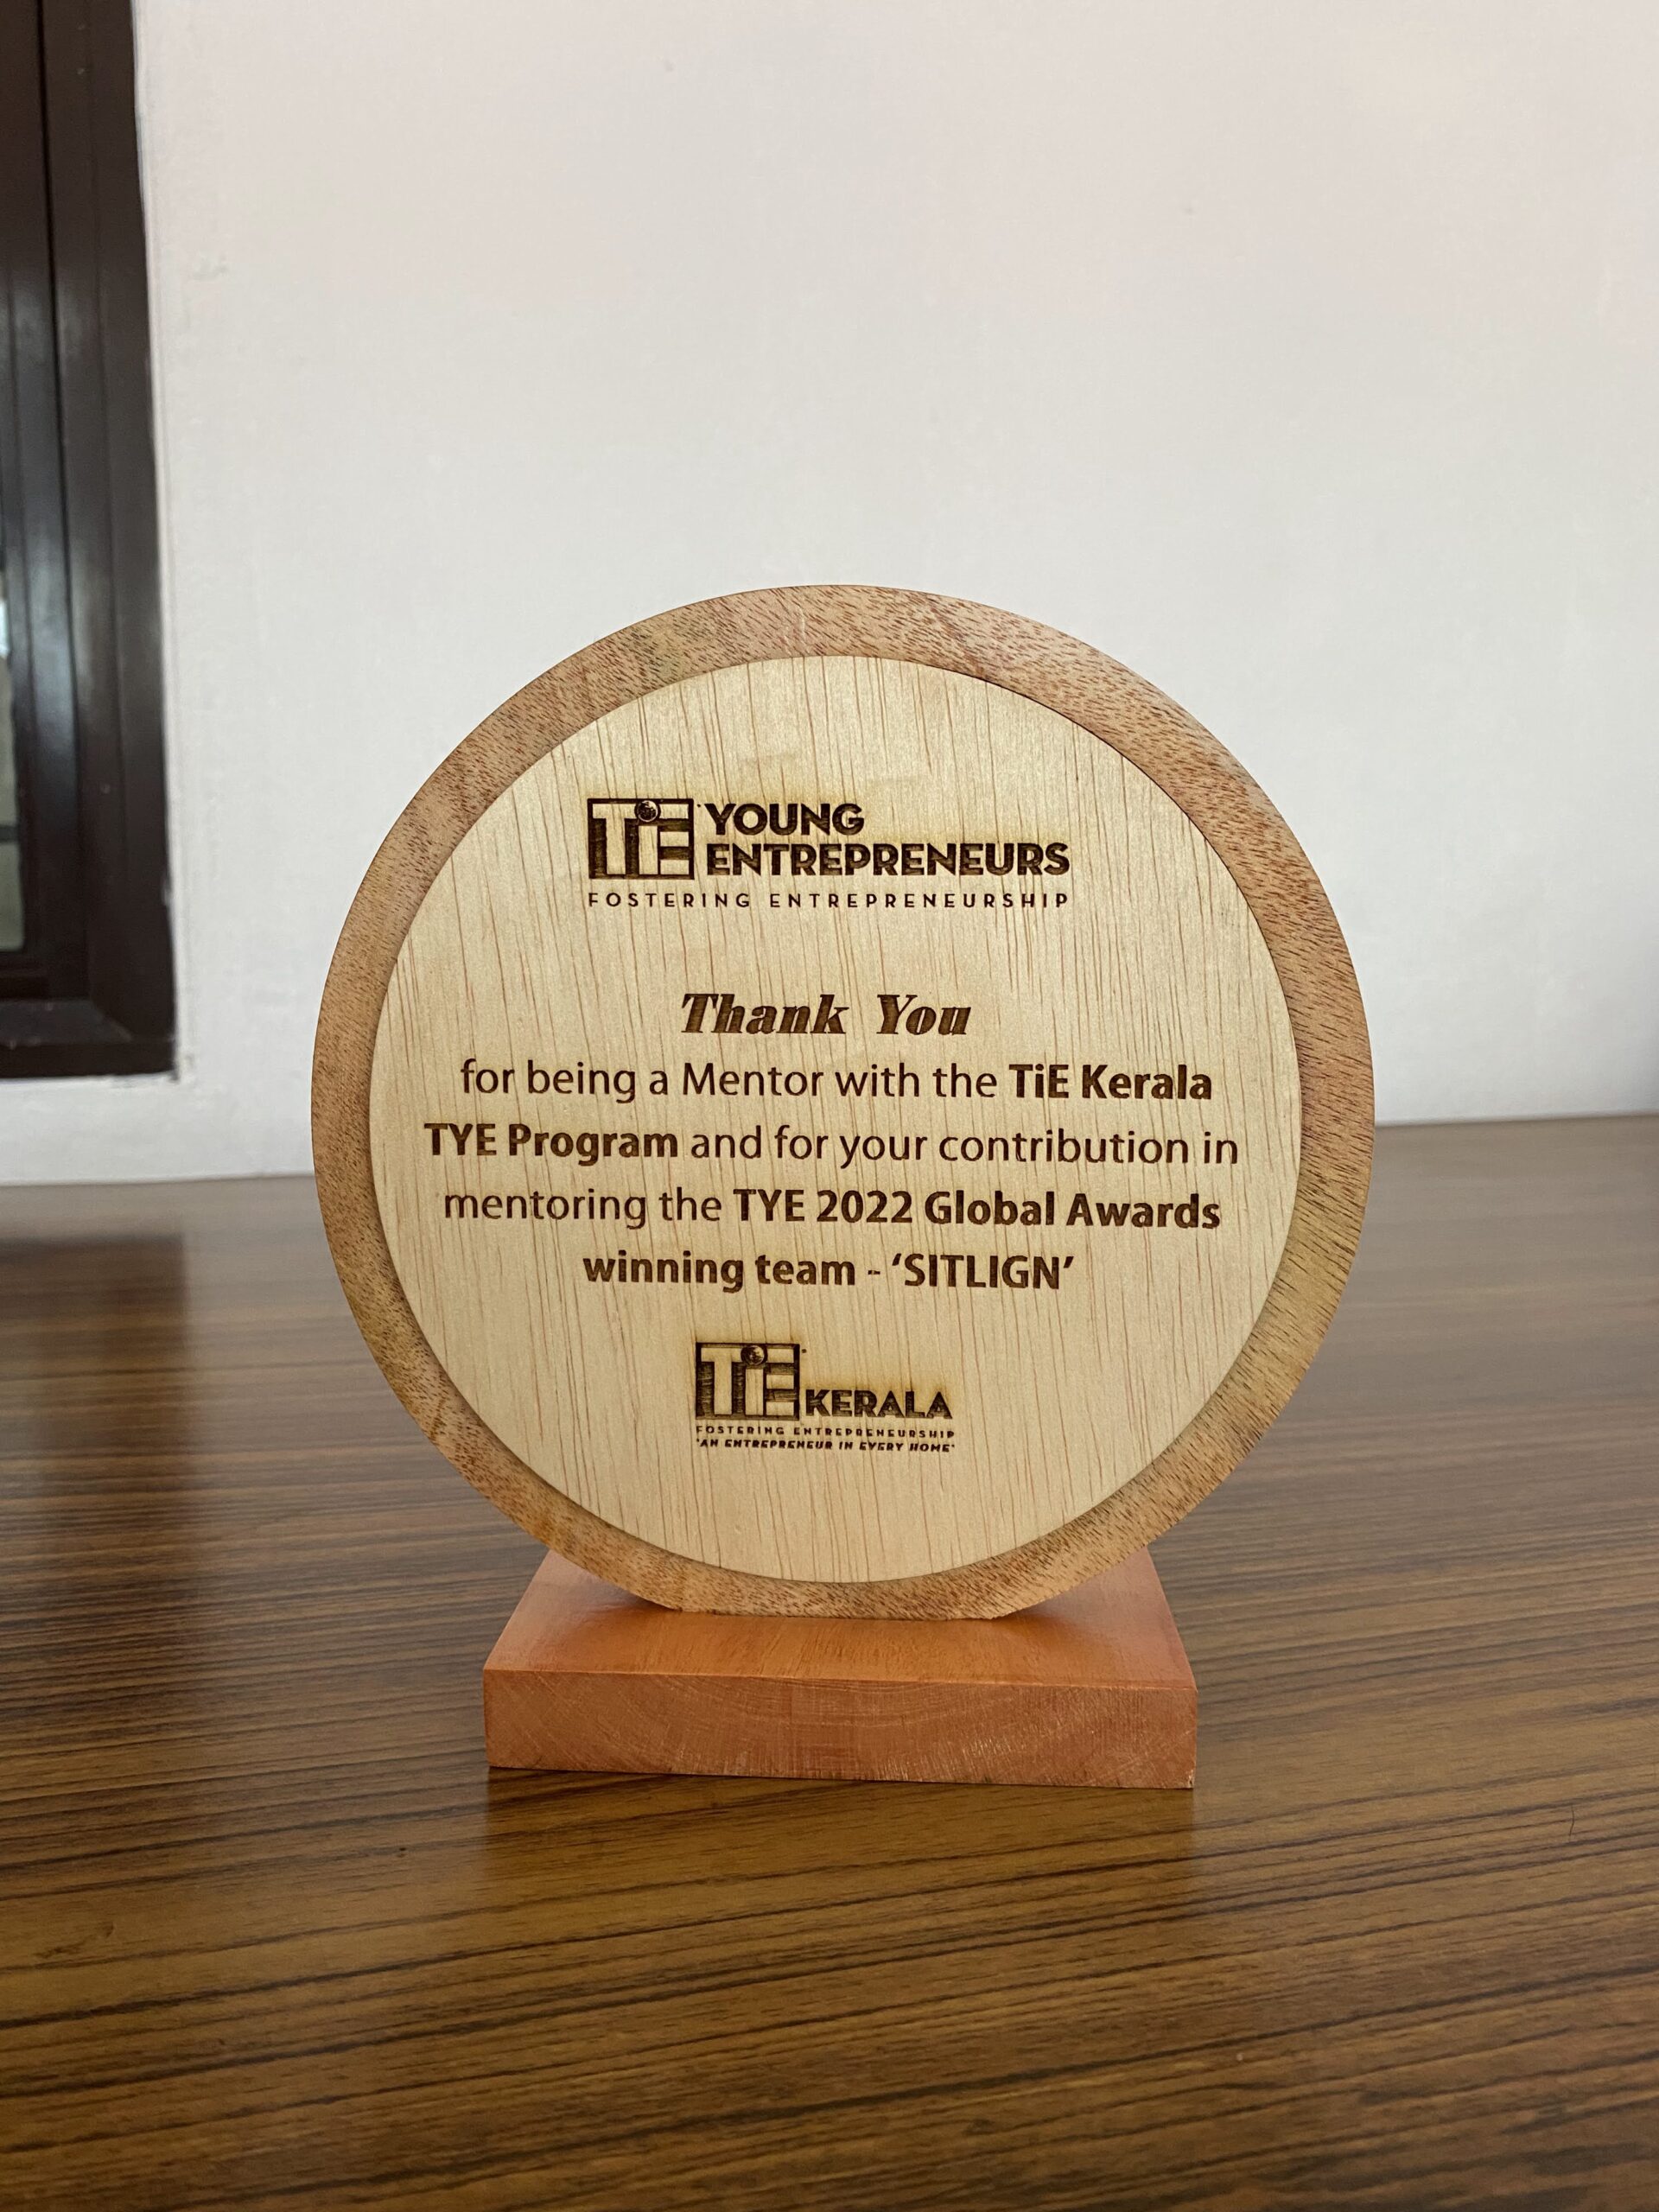 TiE YOUNG
ENTREPRENEURS
FOSTERING ENTREPRENEURSHIP
Thank You
for being a Mentor with the TiE Kerala
TYE Program and for your contribution in
mentoring the TYE 2022 Global Awards
winning team - ‘SITLIGN’
TiE KERALA
FOSTERING ENTREPRENEURSHIP
"AN ENTREPRENEUR IN EVERY HOME"